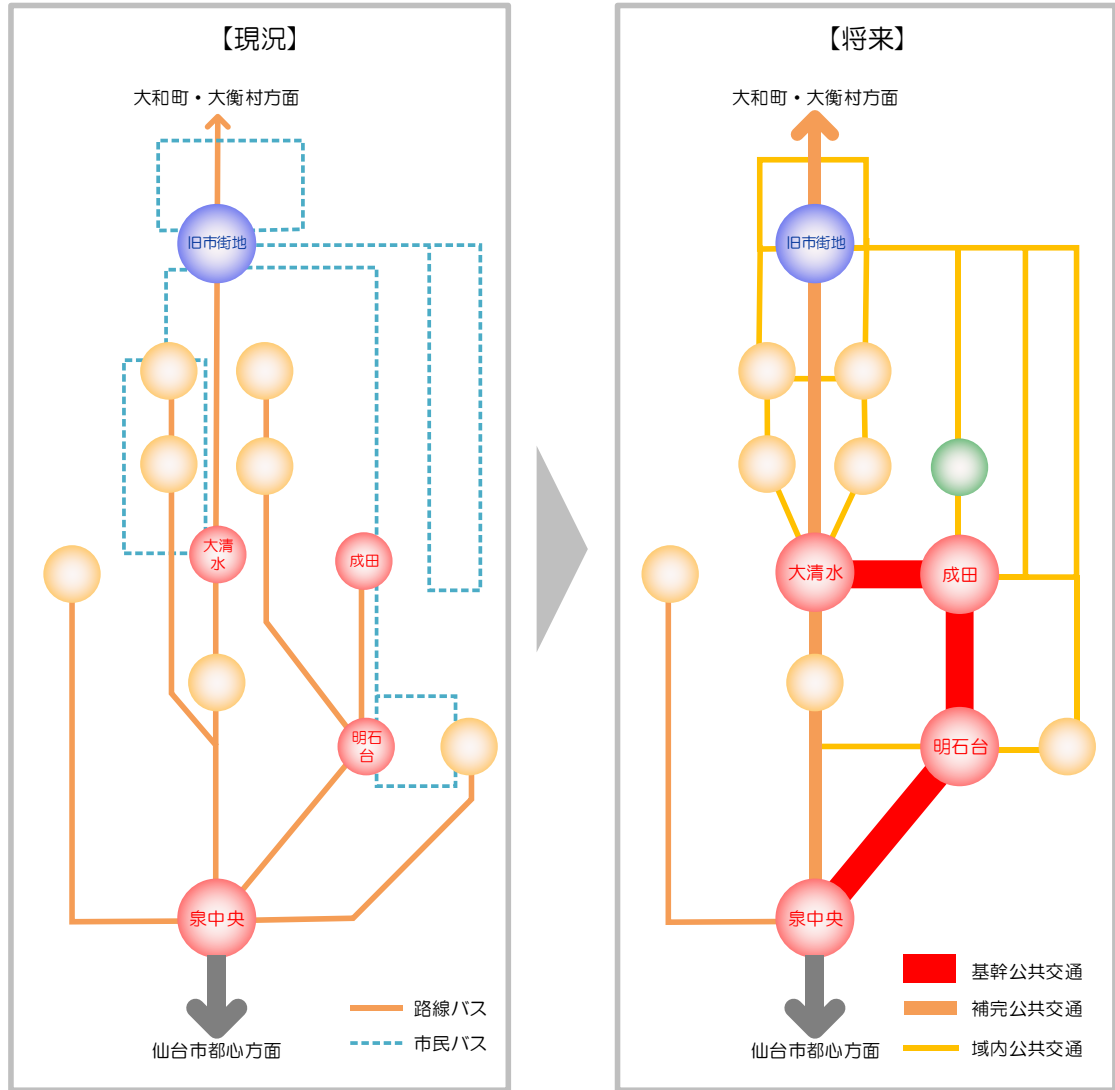 【現況】
大和町・大衡村方面
旧市街地
大清
水
成田
明石
台
泉中央
路線バス
市民バス
仙台市都心方面
【将来】
大和町・大衡村方面
旧市街地
大清水
成田
明石台
泉中央
基幹公共交通
補完公共交通
域内公共交通
仙台市都心方面